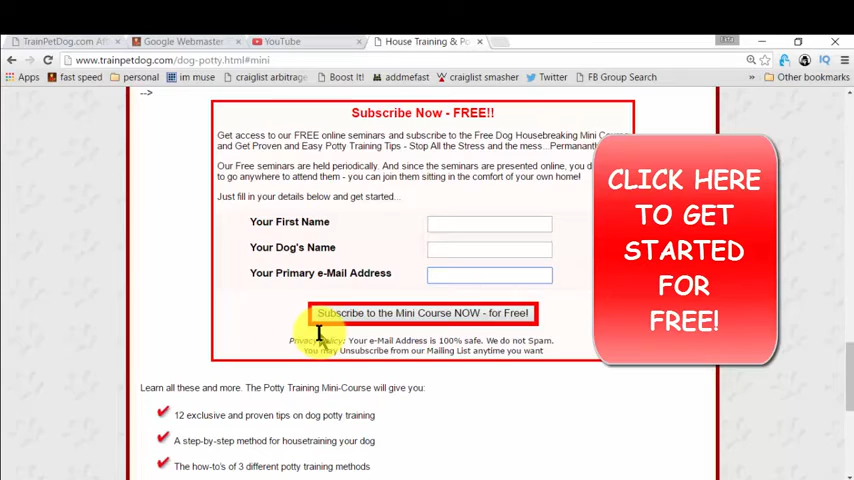 TrainPetDog.com Aff
Google Webmaster
YouTube
House Training & Po
www.trainpetdog.com/dog-potty.html#mini
Apps fast speed personal im muse craiglist arbitrage Boost It! addmefast craiglist smasher Twitter FB Group Search » Other bookmarks
-->
Subscribe Now - FREE!!
Get access to our FREE online seminars and subscribe to the Free Dog Housebreaking Mini
and Get Proven and Easy Potty Training Tips - Stop All the Stress and the mess...Permanantly
Our Free seminars are held periodically. And since the seminars are presented online, you
to go anywhere to attend them - you can join them sitting in the comfort of your own home!
Just fill in your details below and get started...
Your First Name
Your Dog's Name
Your Primary e-Mail Address
Subscribe to the Mini Course NOW - for Free!
Privacy Policy: Your e-Mail Address is 100% safe. We do not Spam.
You may Unsubscribe from our Mailing List anytime you want
CLICK HERE
TO GET
STARTED
FOR
FREE!
Learn all these and more. The Potty Training Mini-Course will give you:
12 exclusive and proven tips on dog potty training
A step-by-step method for housetraining your dog
The how-to's of 3 different potty training methods